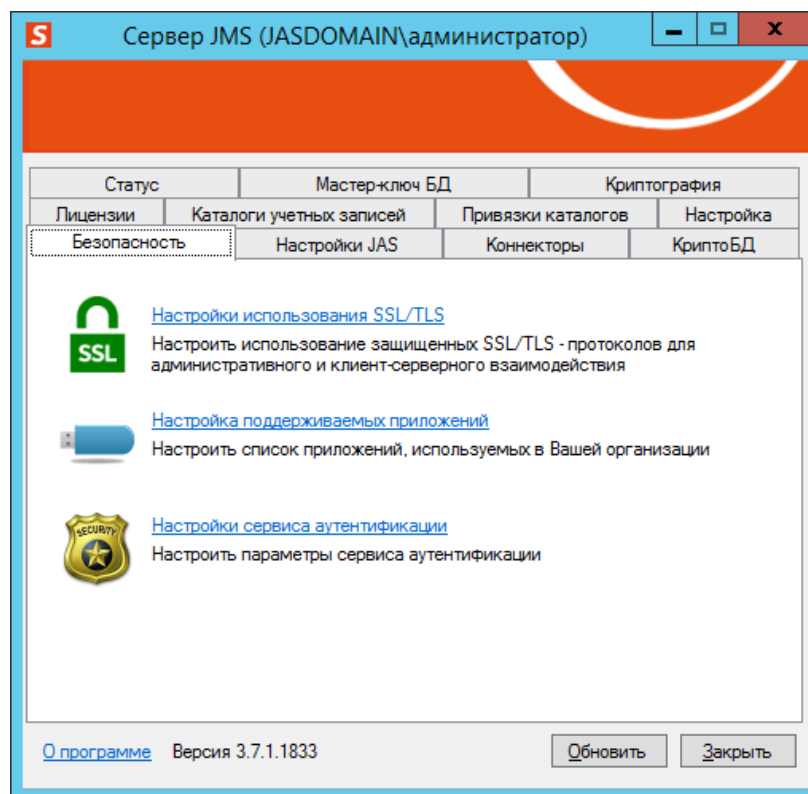 S Сервер JMS (JASDOMAIN\администратор)
Статус Мастер-ключ БД Криптография
Лицензии Каталоги учетных записей Привязки каталогов Настройка
Безопасность Настройки JAS Коннекторы КриптоБД
Настройки использования SSL/TLS
SSL
Настроить использование защищенных SSL/TLS - протоколов для
административного и клиент-серверного взаимодействия
Настройка поддерживаемых приложений
Настроить список приложений, используемых в Вашей организации
SECURITY
Настройки сервиса аутентификации
Настроить параметры сервиса аутентификации
О программе Версия 3.7.1.1833 Обновить Закрыть